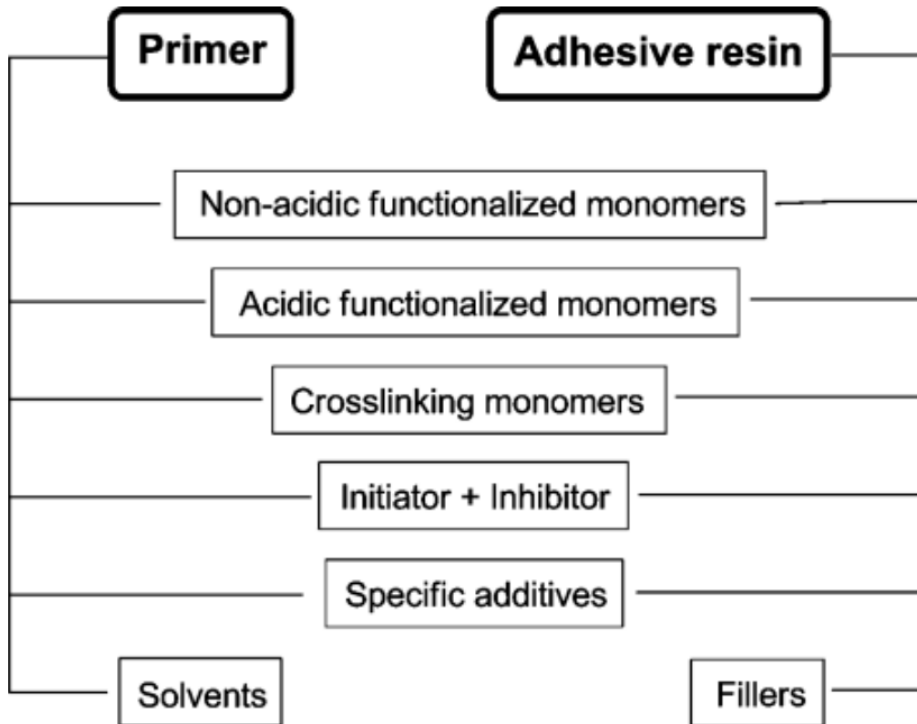 Primer
Adhesive resin
Non-acidic functionalized monomers
Acidic functionalized monomers
Crosslinking monomers
Initiator + Inhibitor
Specific additives
Solvents
Fillers